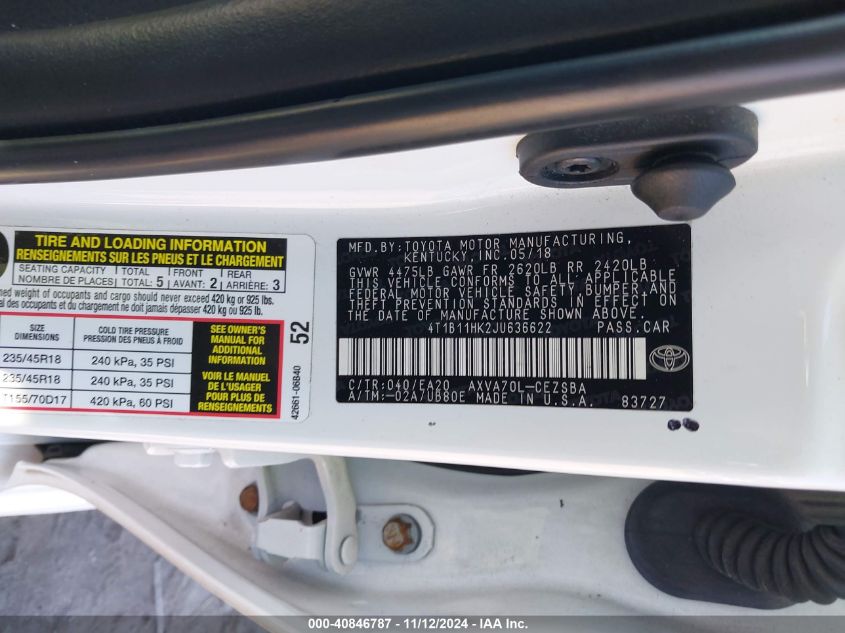 TIRE AND LOADING INFORMATION
RENSEIGNEMENTS SUR LES PNEUS ET LE CHARGEMENT
SEATING CAPACITY TOTAL FRONT REAR
NOMBRE DE PLACES TOTAL: 5 AVANT: 2 ARRIÈRE: 3
weight of occupants and cargo should never exceed 420 kg or 925 lbs.
total des occupants et du chargement ne doit jamais dépasser 420 kg ou 925 lb.
SIZE COLD TIRE PRESSURE
DIMENSIONS PRESSION DES PNEUS À FROID
235/45R18 240 kPa, 35 PSI
235/45R18 240 kPa, 35 PSI
T155/70D17 420 kPa, 60 PSI
SEE OWNER'S
MANUAL FOR
ADDITIONAL
INFORMATION
VOIR LE MANUEL
DE L'USAGER
POUR PLUS DE
RENSEIGNEMENTS
52
42661-06B40
MFD.BY:TOYOTA MOTOR MANUFACTURING,
KENTUCKY, INC.05/18
GVWR 4475LB GAWR FR 2620LB RR 2420LB
THIS VEHICLE CONFORMS TO ALL APPLICABLE
FEDERAL MOTOR VEHICLE SAFETY, BUMPER, AND
THEFT PREVENTION STANDARDS IN EFFECT ON
THE DATE OF MANUFACTURE SHOWN ABOVE.
4T1B11HK2JU636622 PASS.CAR
C/TR:040/EA20 AXVA70L-CEZSBA
A/TM:-02A/UB80E MADE IN U.S.A. 83727
TOYOTA
000-40846787 - 11/12/2024 - IAAI.com